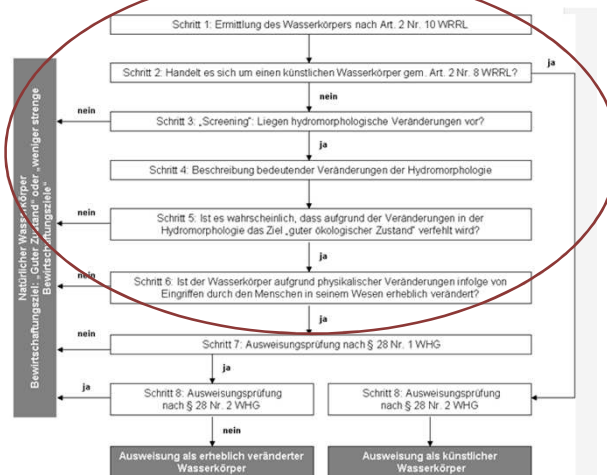 Schritt 1: Ermittlung des Wasserkörpers nach Art. 2 Nr. 10 WRRL
ja
Schritt 2: Handelt es sich um einen künstlichen Wasserkörper gem. Art. 2 Nr. 8 WRRL?
nein
nein
Schritt 3: „Screening": Liegen hydromorphologische Veränderungen vor?
ja
Schritt 4: Beschreibung bedeutender Veränderungen der Hydromorphologie
nein
Schritt 5: Ist es wahrscheinlich, dass aufgrund der Veränderungen in der
Hydromorphologie das Ziel „guter ökologischer Zustand" verfehlt wird?
ja
nein
Schritt 6: Ist der Wasserkörper aufgrund physikalischer Veränderungen infolge von
Eingriffen durch den Menschen in seinem Wesen erheblich verändert?
ja
nein
Schritt 7: Ausweisungsprüfung nach § 28 Nr. 1 WHG
ja
ja
Schritt 8: Ausweisungsprüfung
nach § 28 Nr. 2 WHG
Schritt 8: Ausweisungsprüfung
nach § 28 Nr. 2 WHG
nein
Ausweisung als erheblich veränderter
Wasserkörper
Ausweisung als künstlicher
Wasserkörper
Natürlicher Wasserkörper
Bewirtschaftungsziel: „Guter Zustand" oder „weniger strenge
Bewirtschaftungsziele"